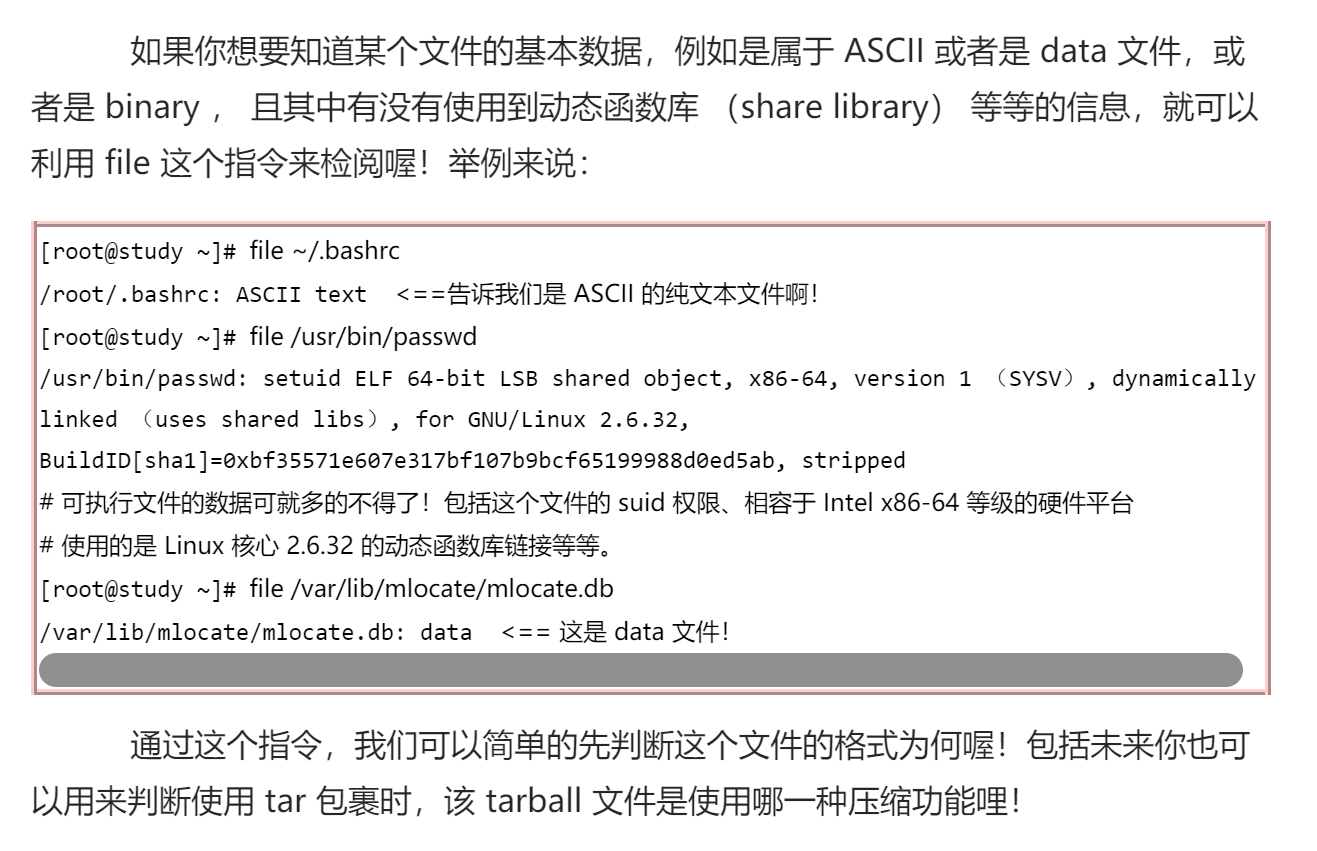 如果你想要知道某个文件的基本数据，例如是属于 ASCII 或者是 data 文件，或
者是 binary ， 且其中有没有使用到动态函数库 （share library） 等等的信息，就可以
利用 file 这个指令来检阅喔！举例来说：
[root@study ~]# file ~/.bashrc
/root/.bashrc: ASCII text  <==告诉我们是 ASCII 的纯文本文件啊！
[root@study ~]# file /usr/bin/passwd
/usr/bin/passwd: setuid ELF 64-bit LSB shared object, x86-64, version 1 （SYSV）, dynamically
linked （uses shared libs）, for GNU/Linux 2.6.32,
BuildID[sha1]=0xbf35571e607e317bf107b9bcf65199988d0ed5ab, stripped
# 可执行文件的数据可就多的不得了！包括这个文件的 suid 权限、相容于 Intel x86-64 等级的硬件平台
# 使用的是 Linux 核心 2.6.32 的动态函数库链接等等。
[root@study ~]# file /var/lib/mlocate/mlocate.db
/var/lib/mlocate/mlocate.db: data  <== 这是 data 文件！
通过这个指令，我们可以简单的先判断这个文件的格式为何喔！包括未来你也可
以用来判断使用 tar 包裹时，该 tarball 文件是使用哪一种压缩功能哩！